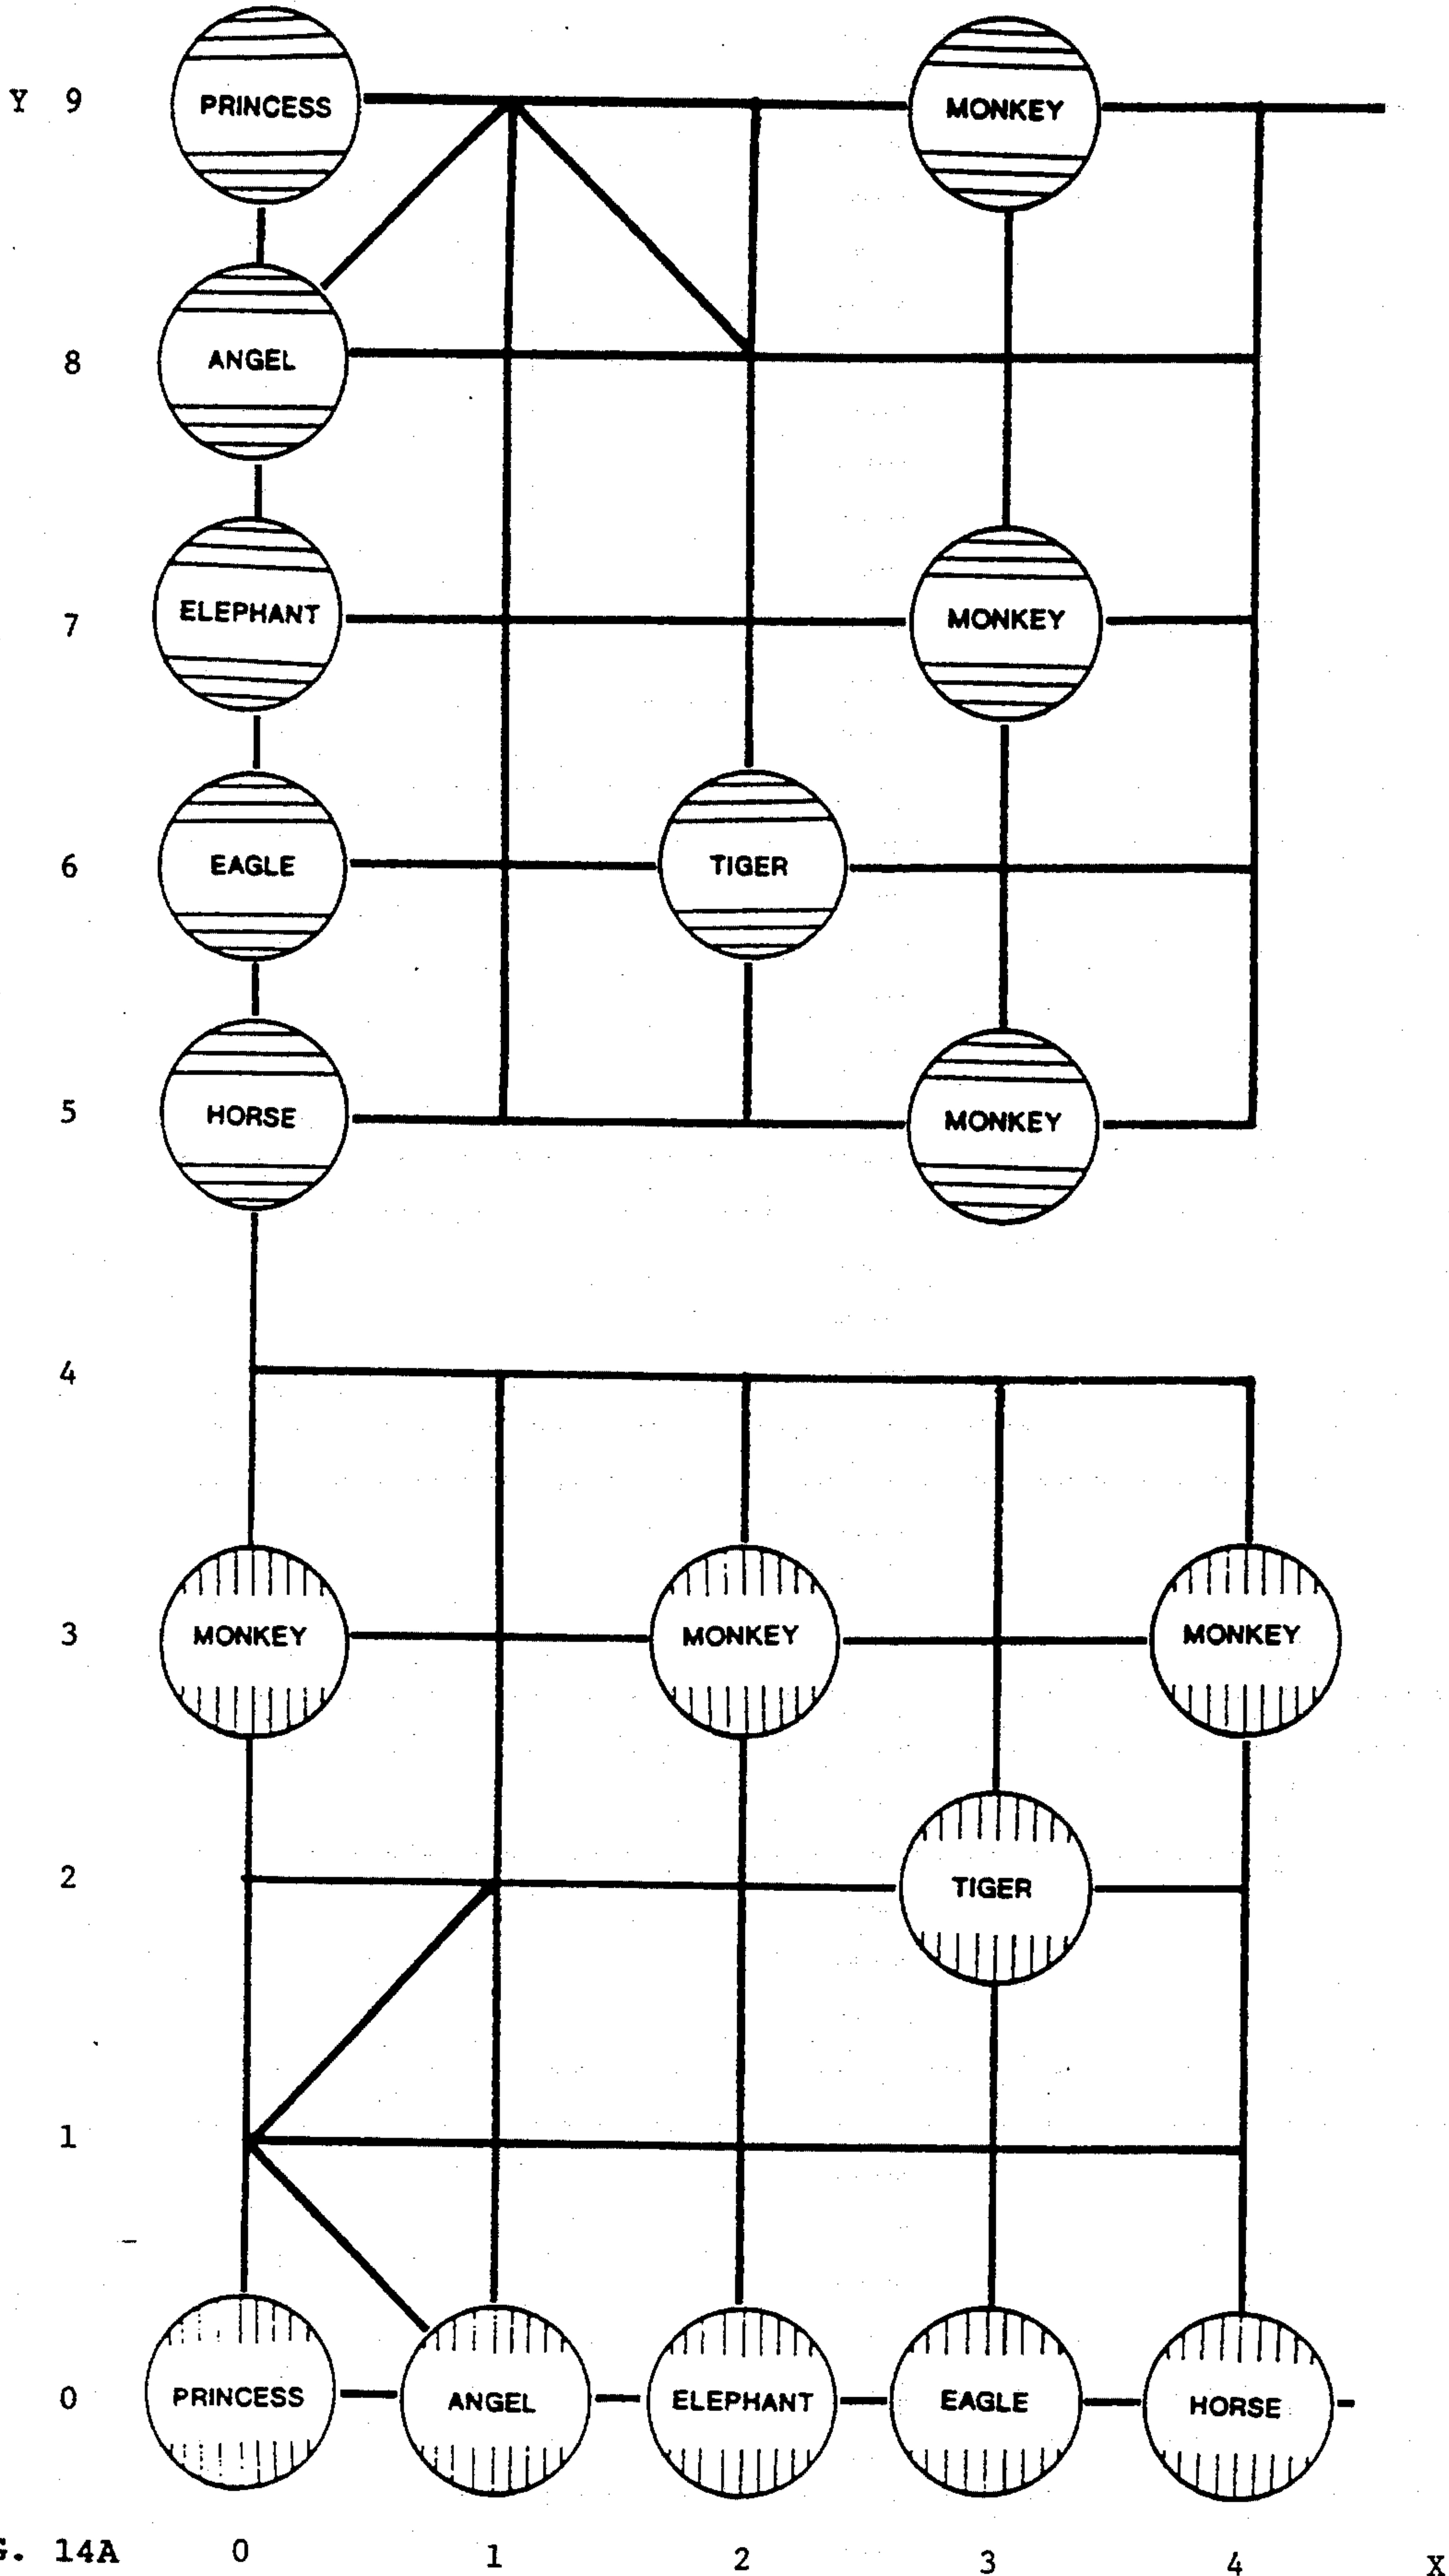 Y 9 PRINCESS MONKEY
8 ANGEL
7 ELEPHANT MONKEY
6 EAGLE TIGER
5 HORSE MONKEY
4
3 MONKEY MONKEY MONKEY
2 TIGER
1
0 PRINCESS ANGEL ELEPHANT EAGLE HORSE
G. 14A 0 1 2 3 4 X